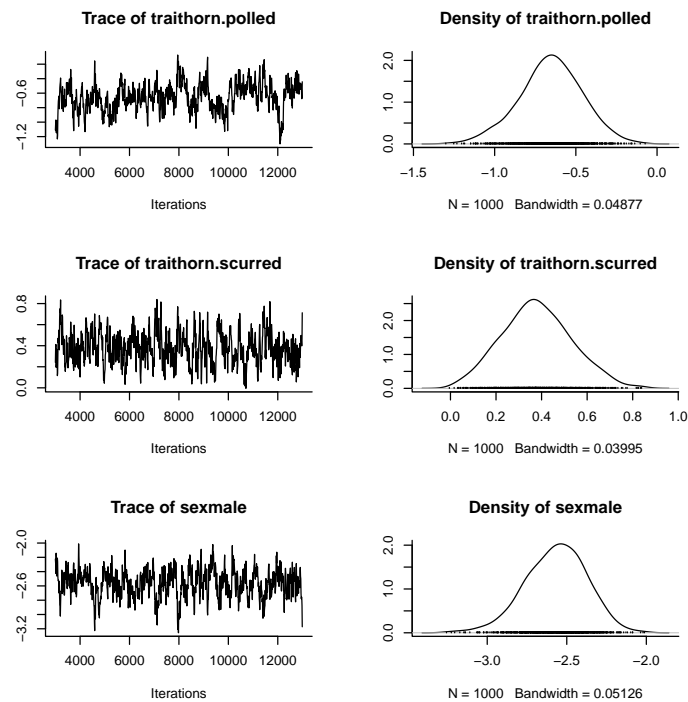 Trace of traithorn.polled
−1.2 −0.6
4000 6000 8000 10000 12000
Iterations
Density of traithorn.polled
0.0 1.0 2.0
−1.5 −1.0 −0.5 0.0
N = 1000 Bandwidth = 0.04877
Trace of traithorn.scurred
0.0 0.4 0.8
4000 6000 8000 10000 12000
Iterations
Density of traithorn.scurred
0.0 1.0 2.0
0.0 0.2 0.4 0.6 0.8 1.0
N = 1000 Bandwidth = 0.03995
Trace of sexmale
−3.2 −2.6 −2.0
4000 6000 8000 10000 12000
Iterations
Density of sexmale
0.0 1.0 2.0
−3.0 −2.5 −2.0
N = 1000 Bandwidth = 0.05126